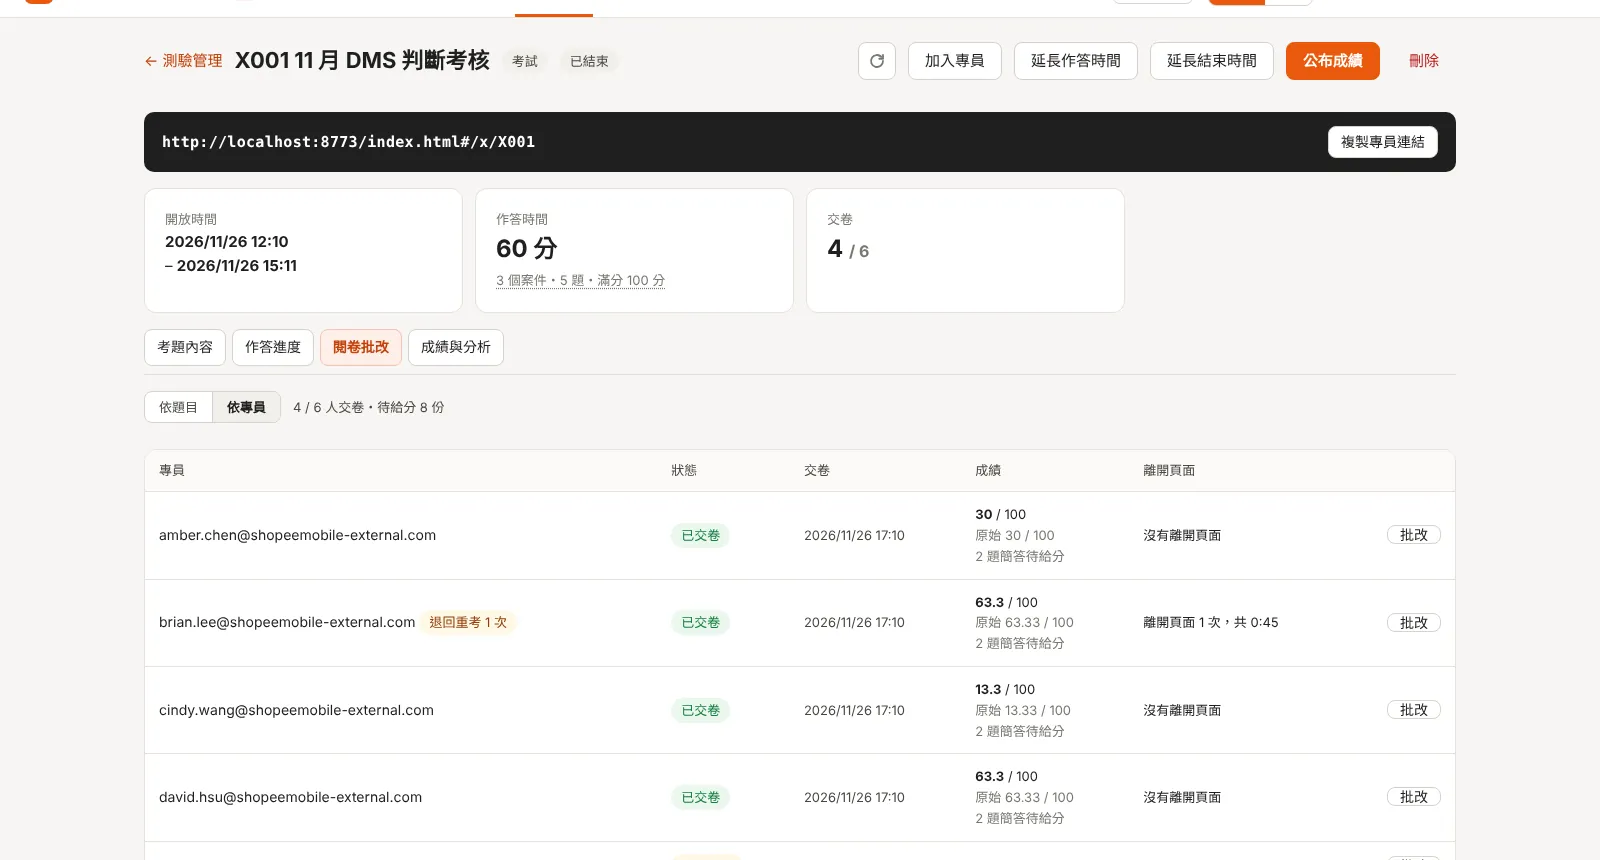 ← 測驗管理 X001 11 月 DMS 判斷考核 考試 已結束 加入專員 延長作答時間 延長結束時間 公布成績 刪除
http://localhost:8773/index.html#/x/X001 複製專員連結
開放時間
2026/11/26 12:10
– 2026/11/26 15:11
作答時間
60 分
3 個案件・5 題・滿分 100 分
交卷
4 / 6
考題內容 作答進度 閱卷批改 成績與分析
依題目 依專員 4 / 6 人交卷・待給分 8 份
專員 狀態 交卷 成績 離開頁面
amber.chen@shopeemobile-external.com 已交卷 2026/11/26 17:10 30 / 100
原始 30 / 100
2 題簡答待給分
沒有離開頁面 批改
brian.lee@shopeemobile-external.com 退回重考 1 次 已交卷 2026/11/26 17:10 63.3 / 100
原始 63.33 / 100
2 題簡答待給分
離開頁面 1 次，共 0:45 批改
cindy.wang@shopeemobile-external.com 已交卷 2026/11/26 17:10 13.3 / 100
原始 13.33 / 100
2 題簡答待給分
沒有離開頁面 批改
david.hsu@shopeemobile-external.com 已交卷 2026/11/26 17:10 63.3 / 100
原始 63.33 / 100
2 題簡答待給分
沒有離開頁面 批改